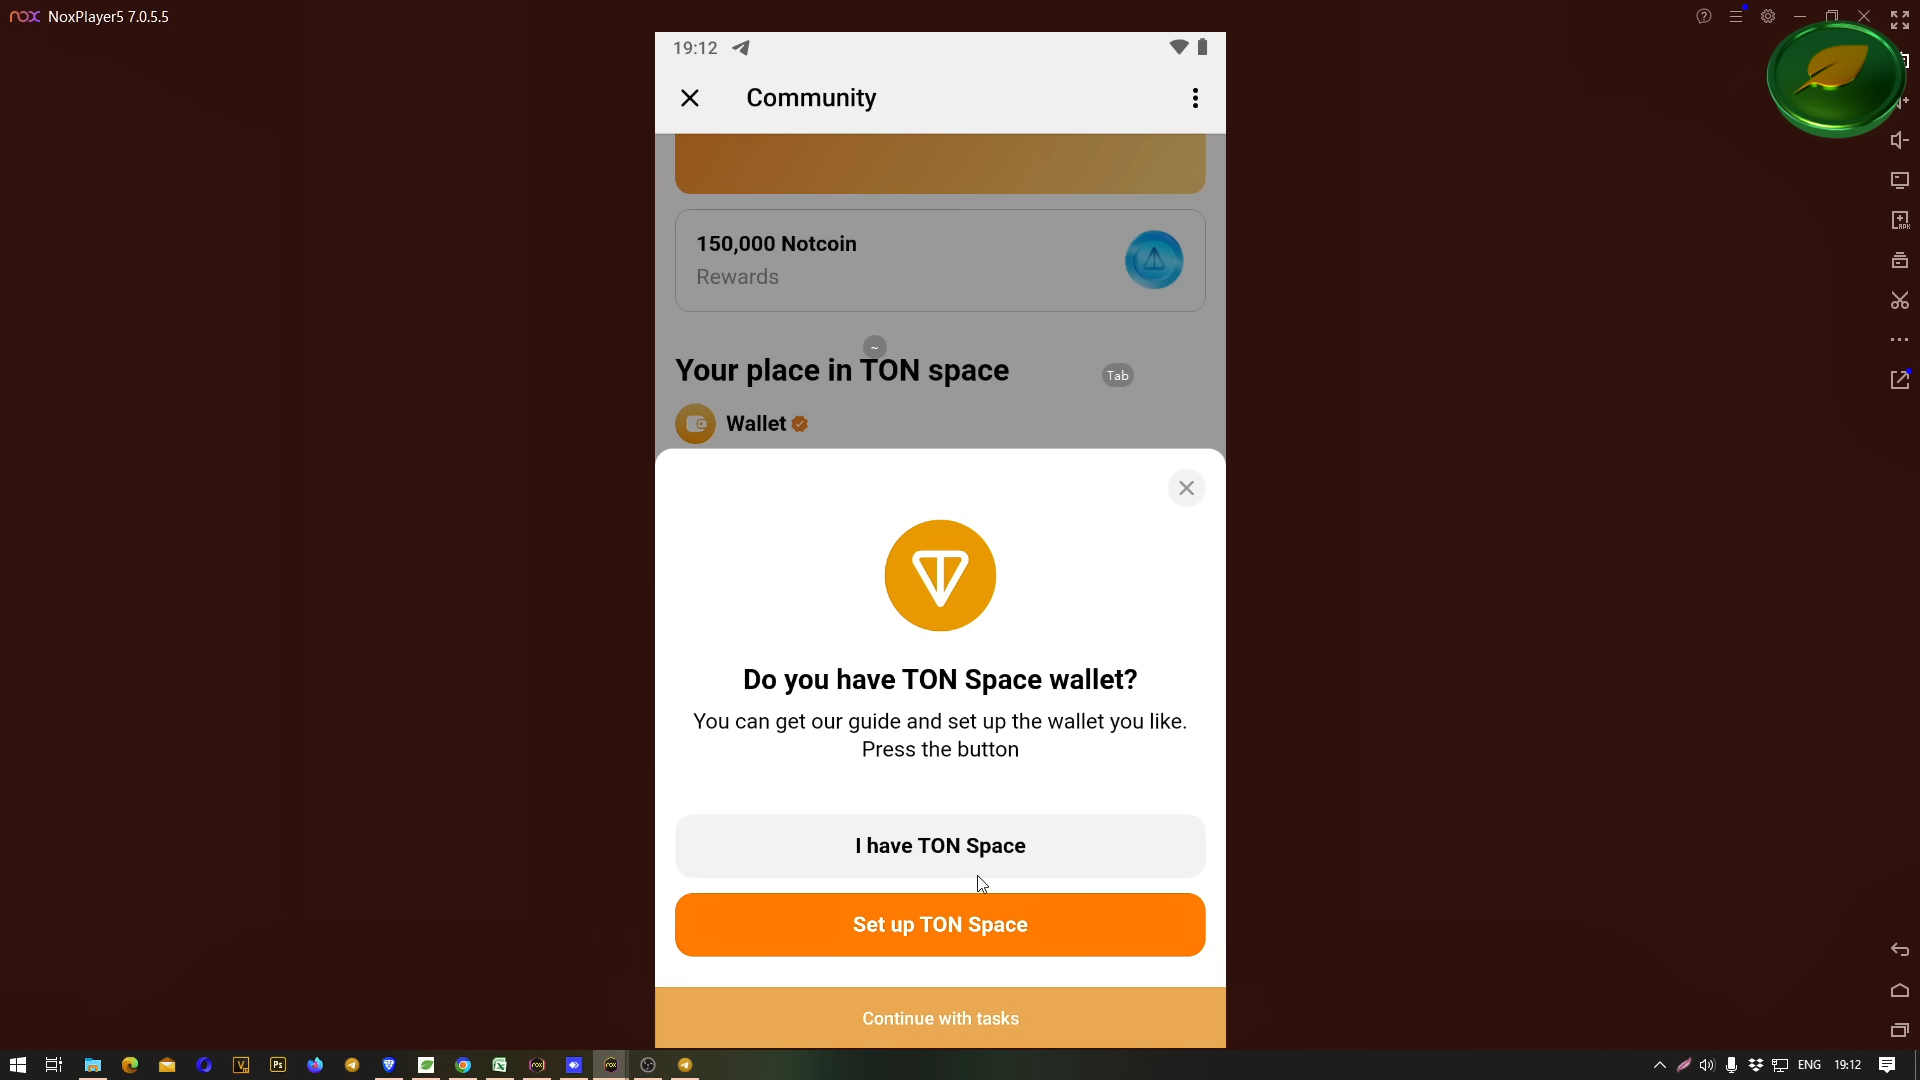 nox NoxPlayer5 7.0.5.5
19:12
Community
150,000 Notcoin
Rewards
~
Your place in TON space
Tab
Wallet
Do you have TON Space wallet?
You can get our guide and set up the wallet you like.
Press the button
I have TON Space
Set up TON Space
Continue with tasks
ENG 19:12